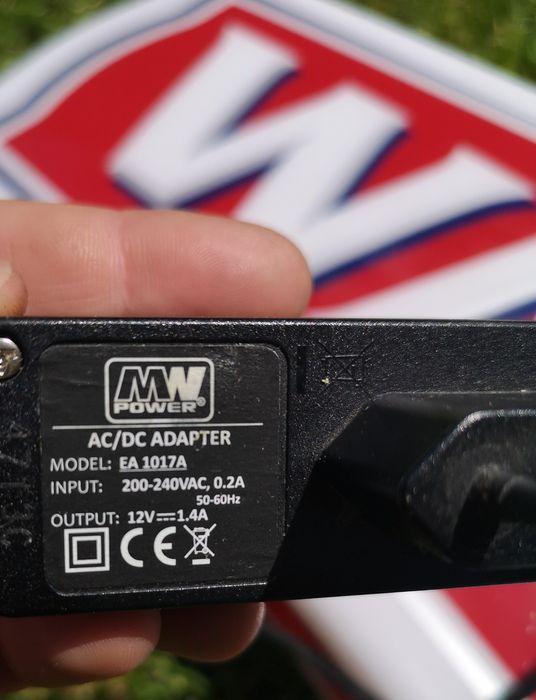 W
MW
POWER®
AC/DC ADAPTER
MODEL: EA 1017A
INPUT: 200-240VAC, 0.2A
50-60Hz
OUTPUT: 12V⎓1.4A
CE